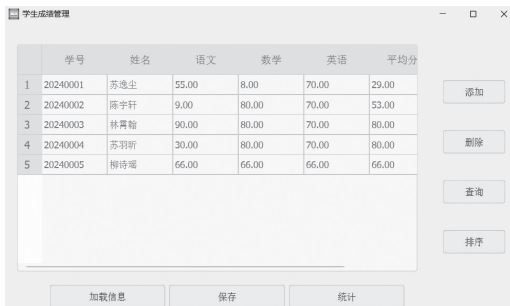 学生成绩管理
学号 姓名 语文 数学 英语 平均分
1 20240001 苏逸尘 55.00 8.00 70.00 29.00
2 20240002 陈宇轩 9.00 80.00 70.00 53.00
3 20240003 林霄翰 90.00 80.00 70.00 80.00
4 20240004 苏羽昕 30.00 80.00 70.00 80.00
5 20240005 柳诗瑶 66.00 66.00 66.00 66.00
添加
删除
查询
排序
加载信息 保存 统计